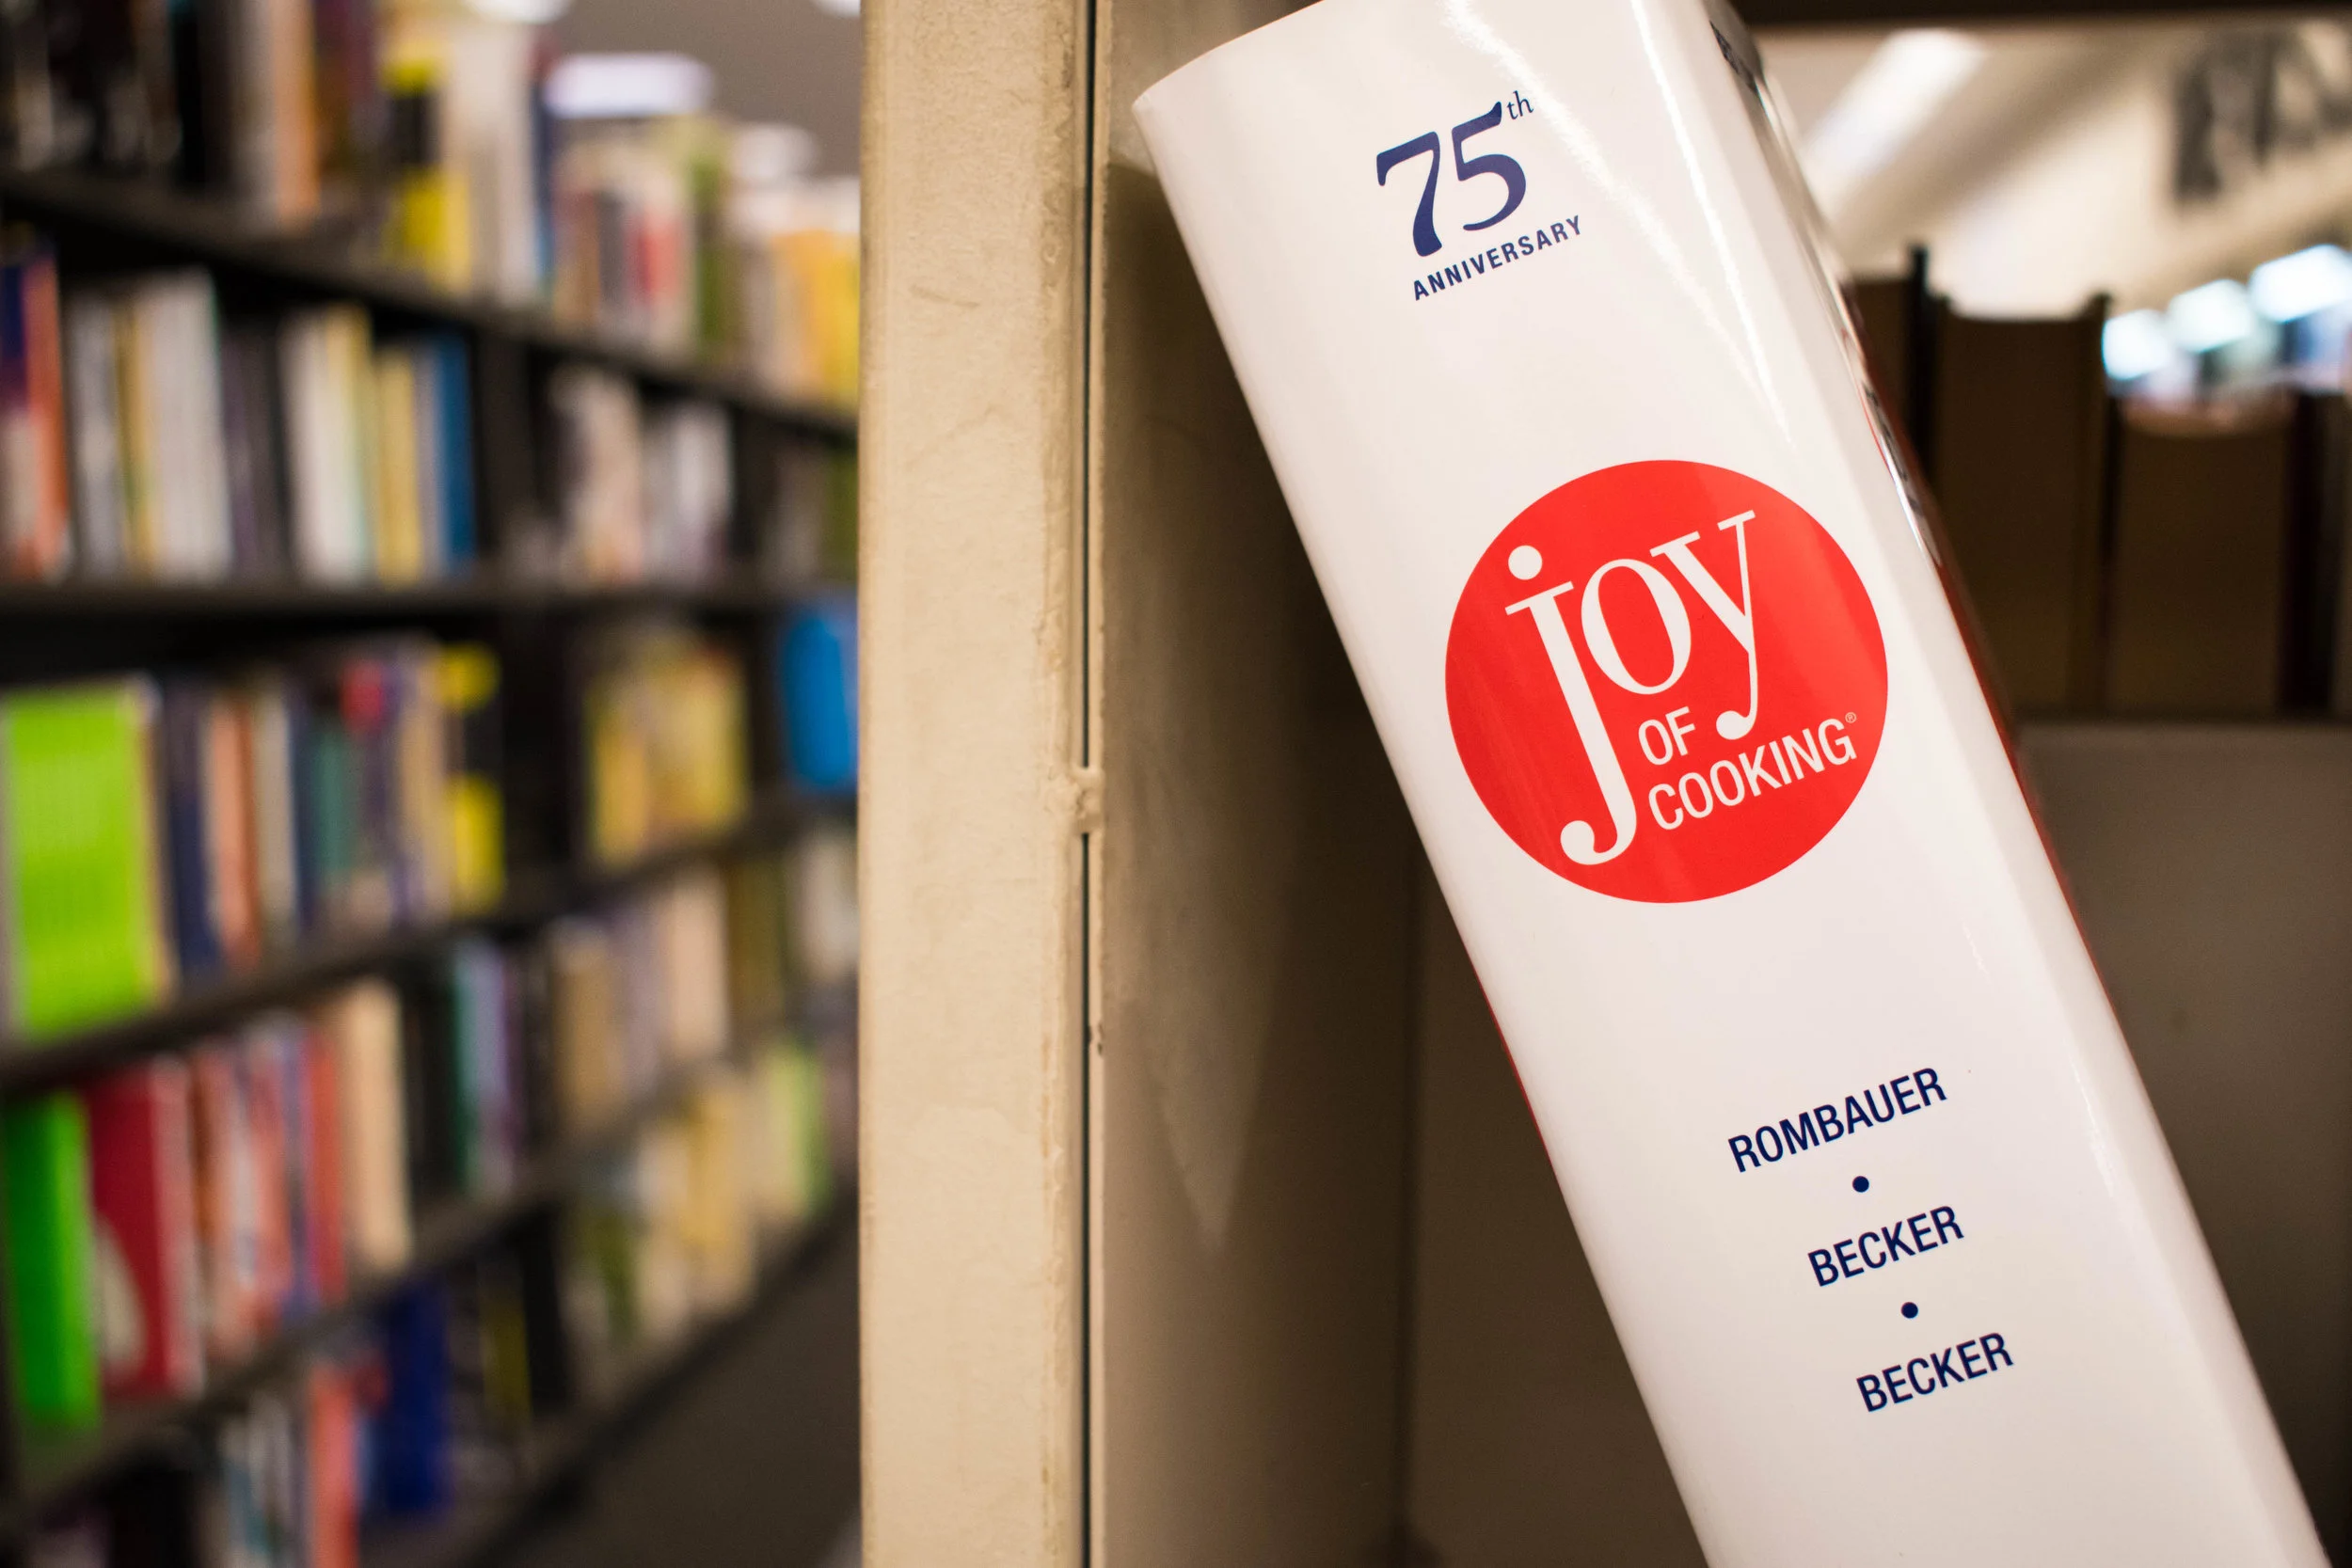 75th
ANNIVERSARY
joy
OF
COOKING®
ROMBAUER
•
BECKER
•
BECKER